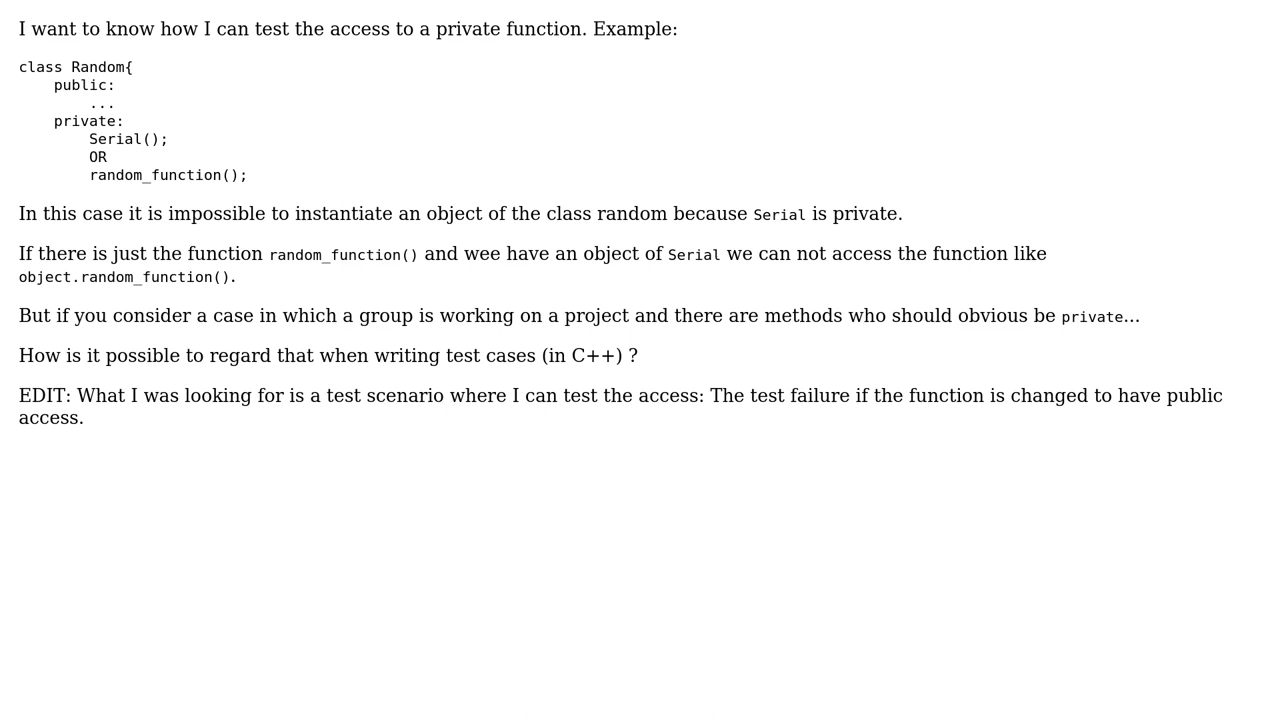 I want to know how I can test the access to a private function. Example:
class Random{
    public:
        ...
    private:
        Serial();
        OR
        random_function();
In this case it is impossible to instantiate an object of the class random because Serial is private.
If there is just the function random_function() and wee have an object of Serial we can not access the function like
object.random_function().
But if you consider a case in which a group is working on a project and there are methods who should obvious be private...
How is it possible to regard that when writing test cases (in C++) ?
EDIT: What I was looking for is a test scenario where I can test the access: The test failure if the function is changed to have public
access.